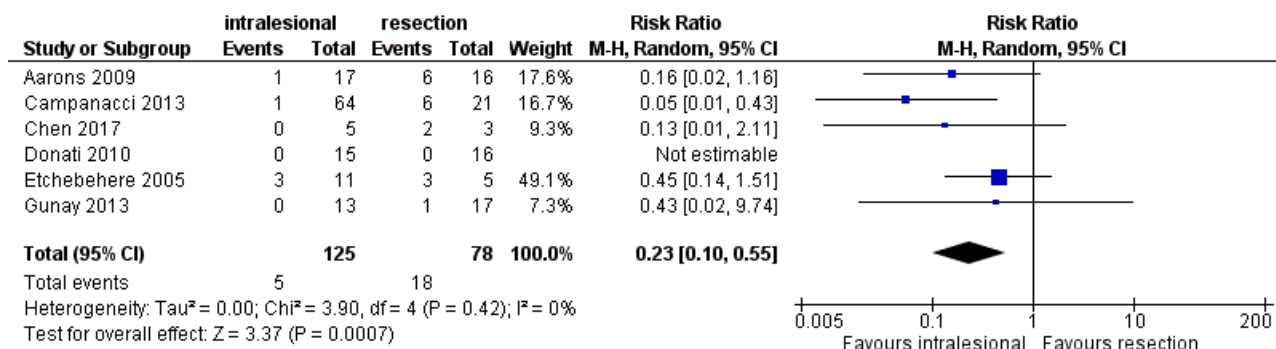 intralesional resection Risk Ratio Risk Ratio
Study or Subgroup Events Total Events Total Weight M-H, Random, 95% CI M-H, Random, 95% CI
Aarons 2009 1 17 6 16 17.6% 0.16 [0.02, 1.16]
Campanacci 2013 1 64 6 21 16.7% 0.05 [0.01, 0.43]
Chen 2017 0 5 2 3 9.3% 0.13 [0.01, 2.11]
Donati 2010 0 15 0 16 Not estimable
Etchebehere 2005 3 11 3 5 49.1% 0.45 [0.14, 1.51]
Gunay 2013 0 13 1 17 7.3% 0.43 [0.02, 9.74]
Total (95% CI) 125 78 100.0% 0.23 [0.10, 0.55]
Total events 5 18
Heterogeneity: Tau² = 0.00; Chi² = 3.90, df = 4 (P = 0.42); I² = 0%
Test for overall effect: Z = 3.37 (P = 0.0007)
0.005 0.1 1 10 200
Favours intralesional Favours resection